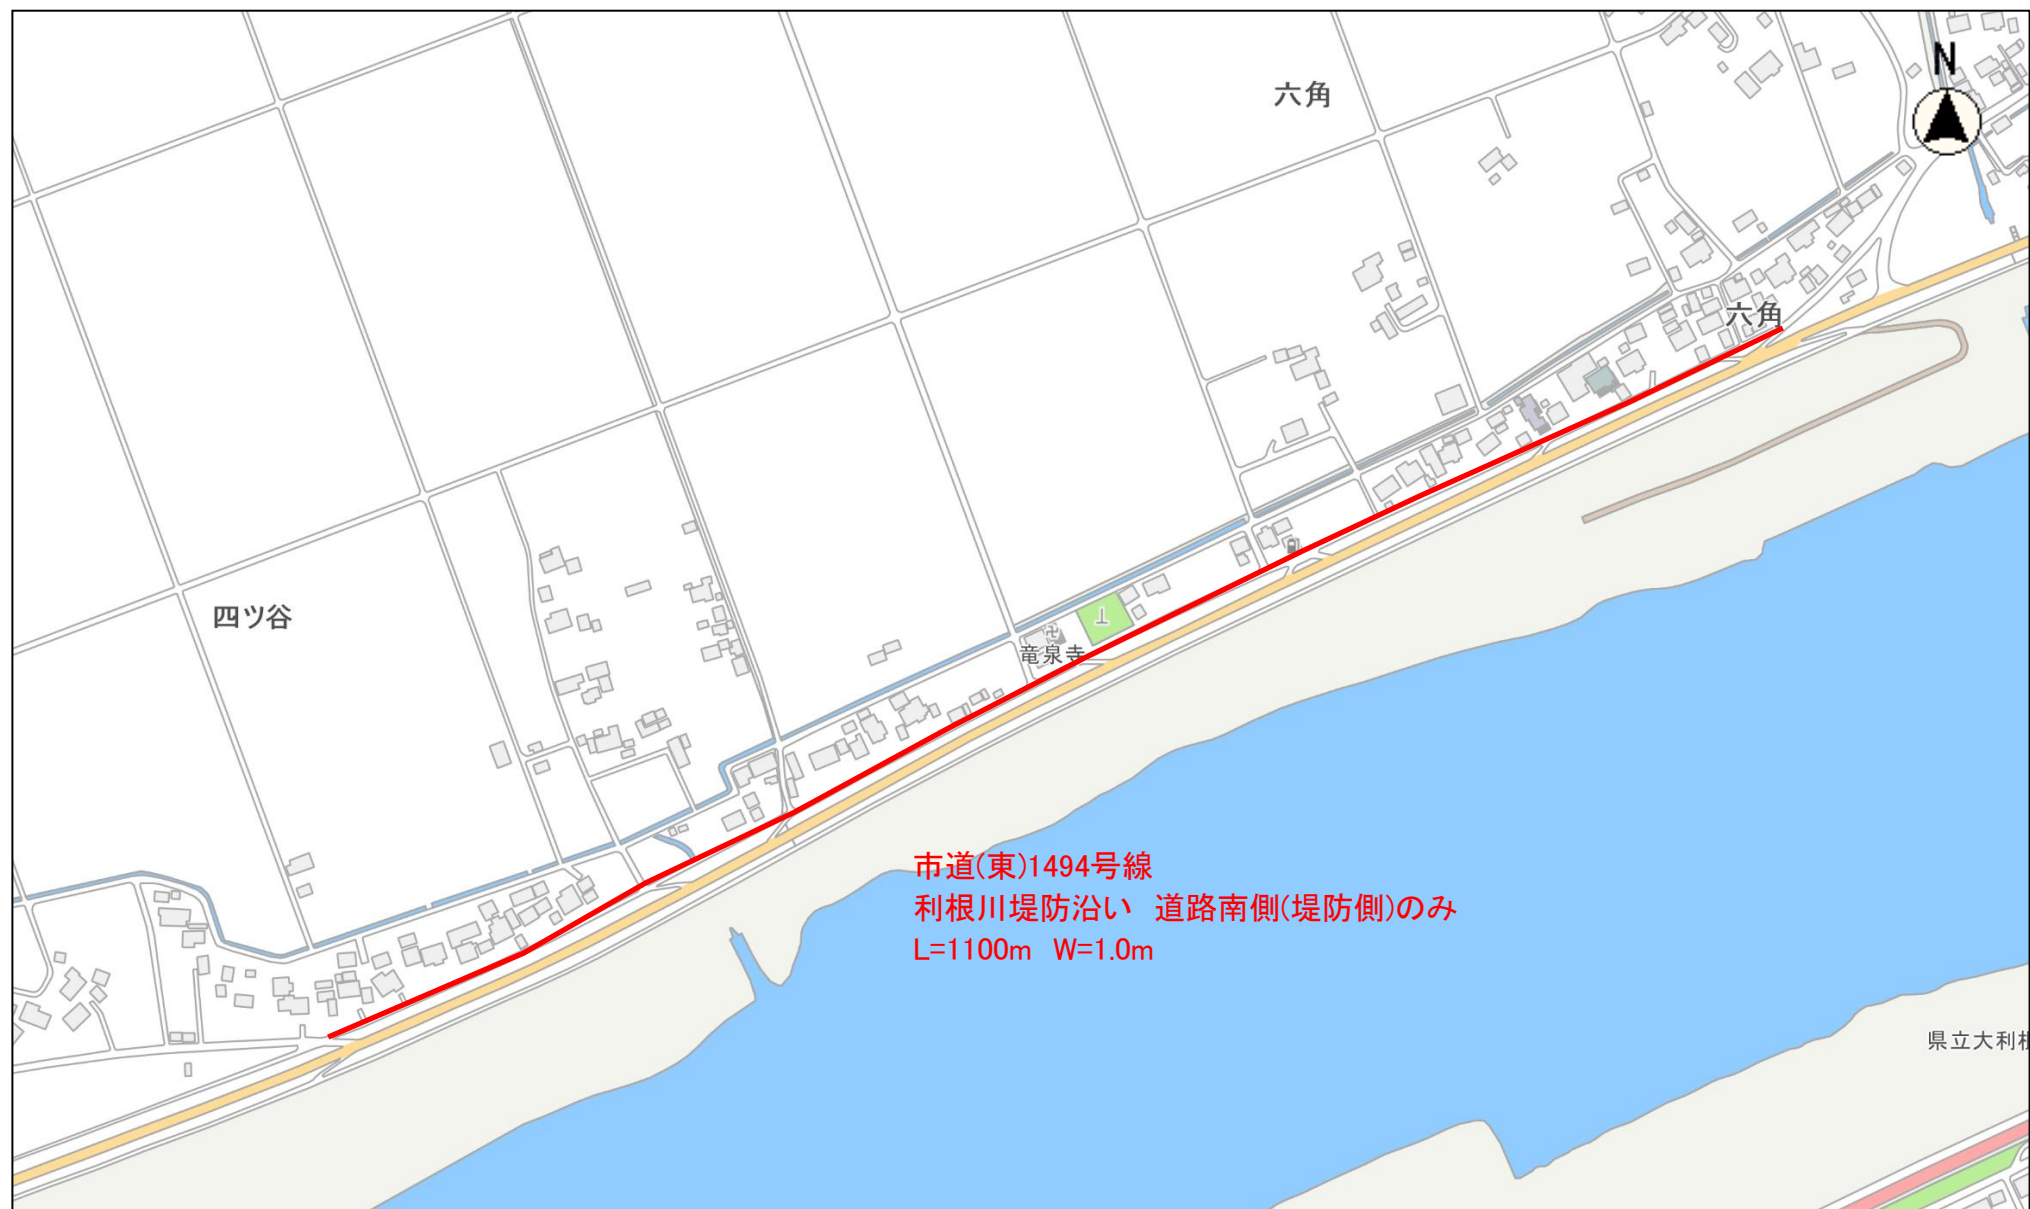 六角
N
六角
四ツ谷
竜泉寺
市道(東)1494号線
利根川堤防沿い 道路南側(堤防側)のみ
L=1100m W=1.0m
県立大利根